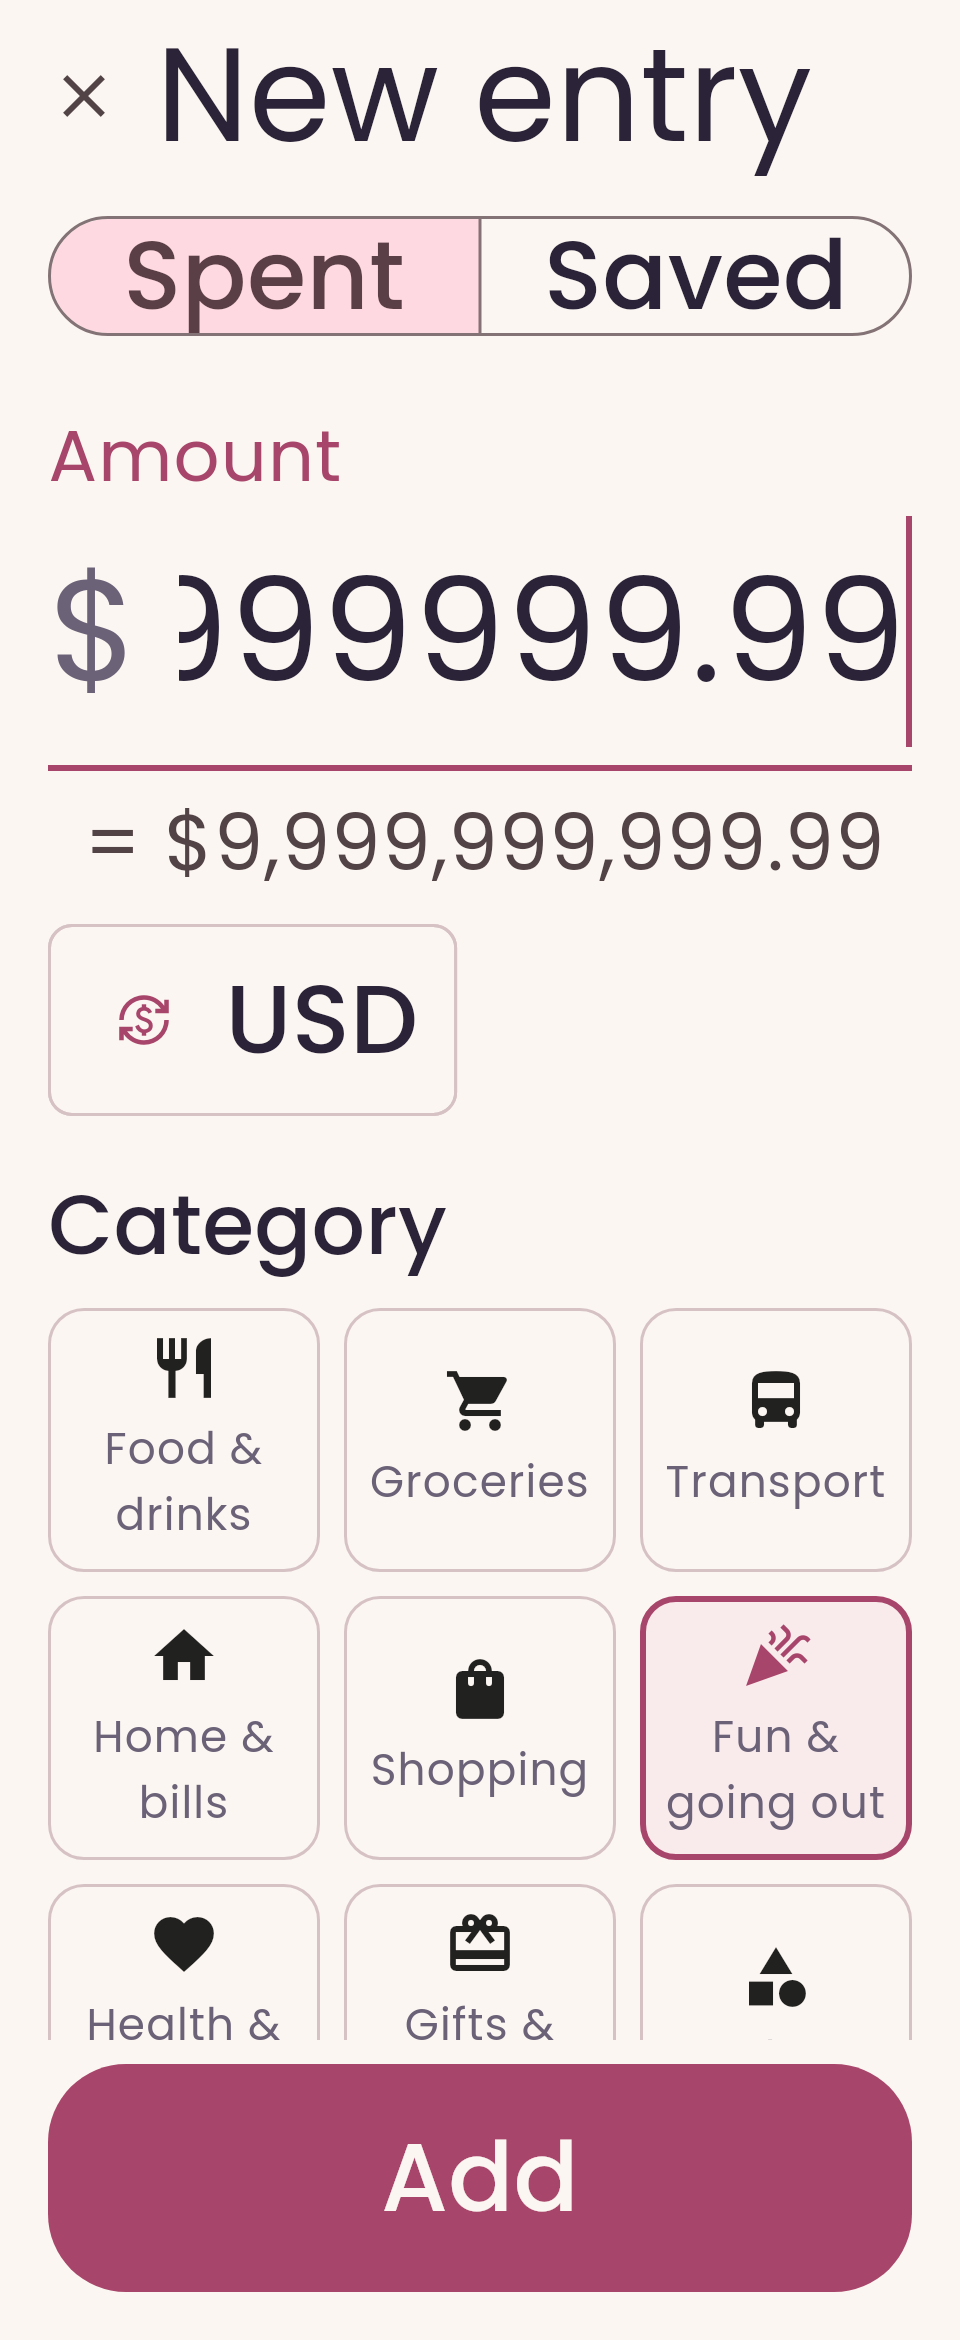 New entry
Spent
Saved
Amount
$ 999999.99
= $9,999,999,999.99
USD
Category
Food &
drinks
Groceries
Transport
Home &
bills
Shopping
Fun &
going out
Health &
Gifts &
Add